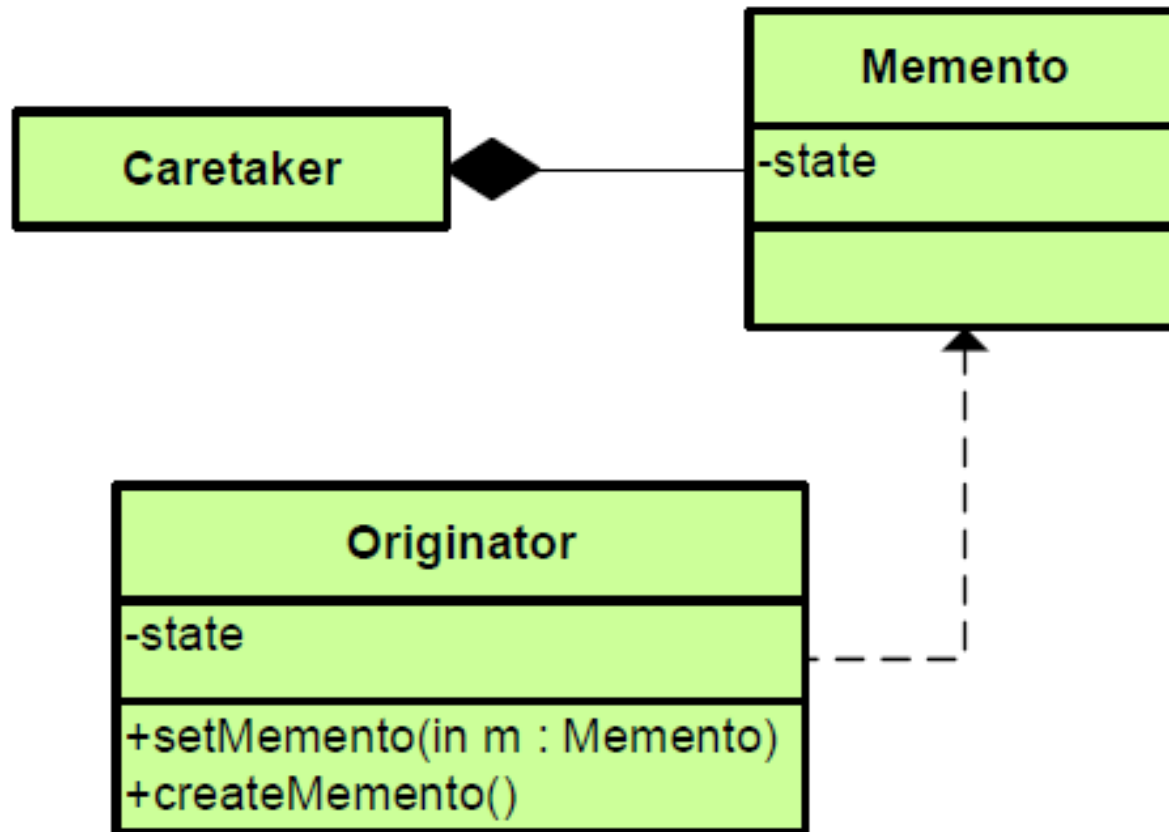 Memento
-state
Caretaker
Originator
-state
+setMemento(in m : Memento)
+createMemento()